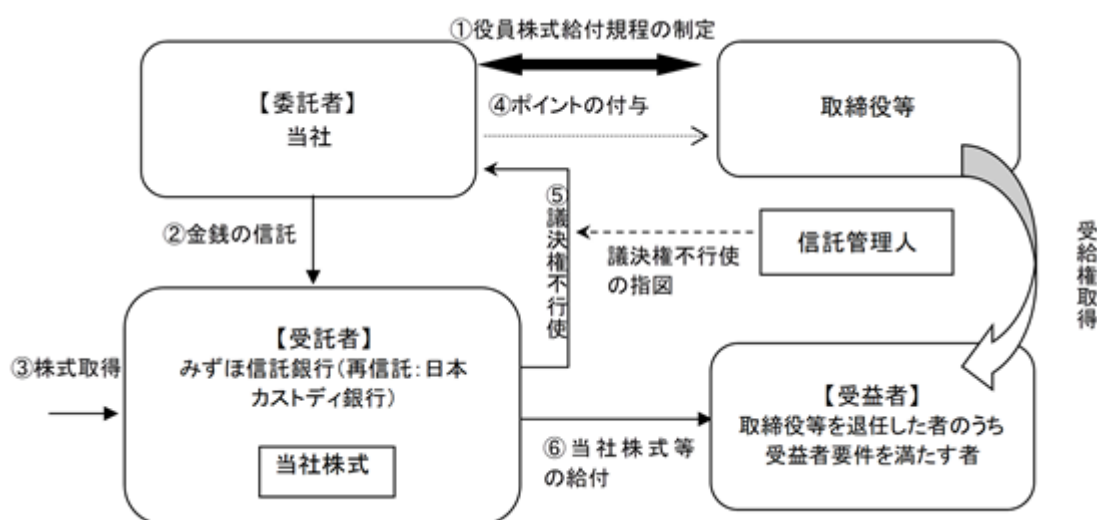 ①役員株式給付規程の制定
【委託者】
当社
④ポイントの付与
取締役等
②金銭の信託
⑤議決権不行使
議決権不行使
の指図
信託管理人
受給権取得
③株式取得
【受託者】
みずほ信託銀行(再信託:日本
カストディ銀行)
当社株式
⑥当社株式等
の給付
【受益者】
取締役等を退任した者のうち
受益者要件を満たす者